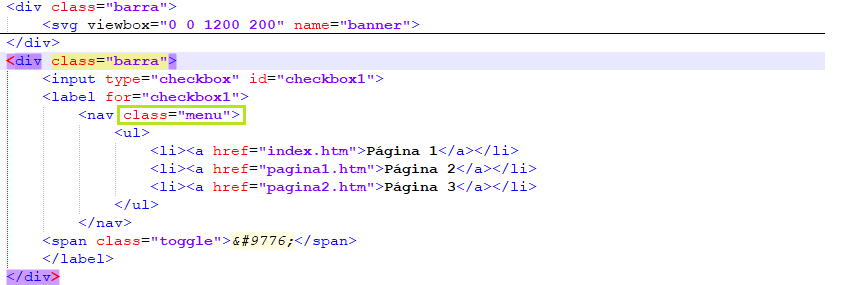 <div class="barra">
<svg viewbox="0 0 1200 200" name="banner">
</div>
<div class="barra">
<input type="checkbox" id="checkbox1">
<label for="checkbox1">
<nav class="menu">
<ul>
<li><a href="index.htm">Página 1</a></li>
<li><a href="pagina1.htm">Página 2</a></li>
<li><a href="pagina2.htm">Página 3</a></li>
</ul>
</nav>
<span class="toggle">&#9776;</span>
</label>
</div>